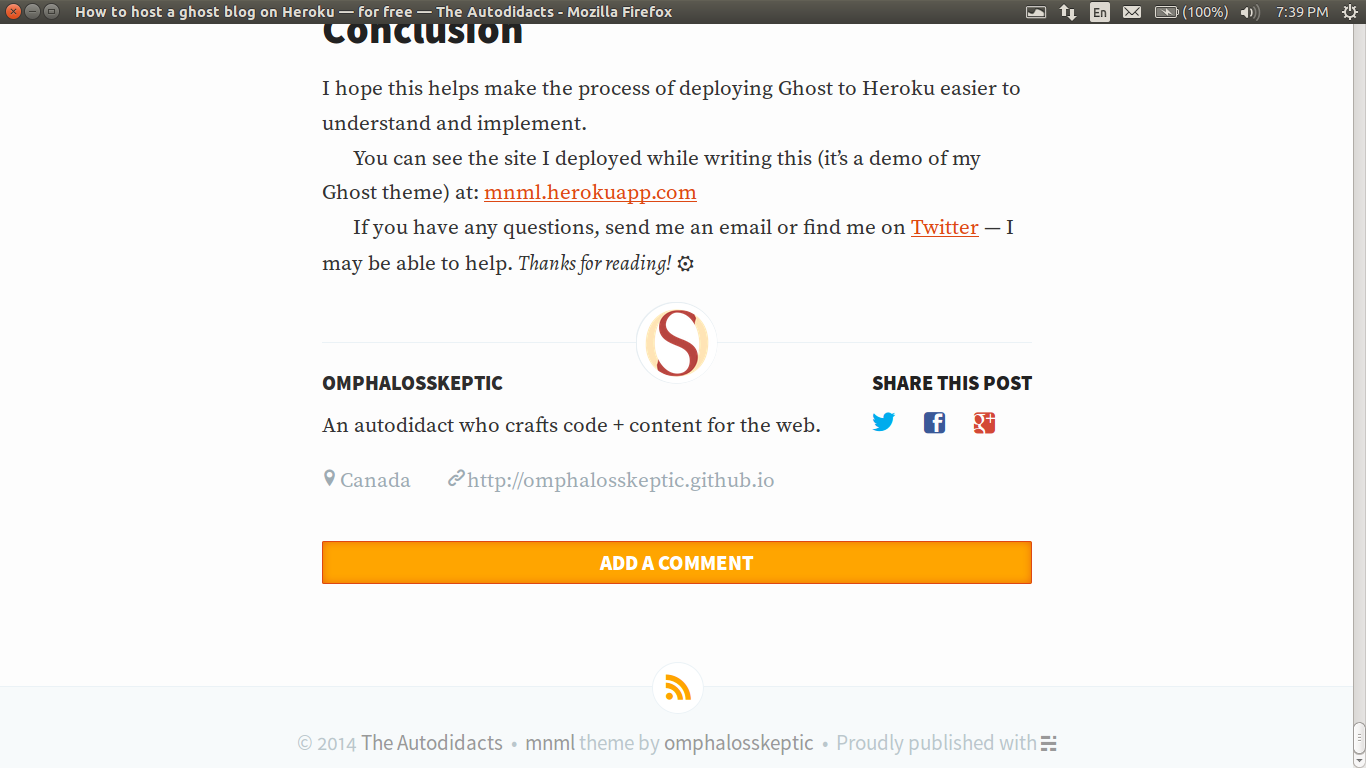 How to host a ghost blog on Heroku — for free — The Autodidacts - Mozilla Firefox
En
(100%)
7:39 PM
Conclusion
I hope this helps make the process of deploying Ghost to Heroku easier to
understand and implement.
You can see the site I deployed while writing this (it’s a demo of my
Ghost theme) at: mnml.herokuapp.com
If you have any questions, send me an email or find me on Twitter — I
may be able to help. Thanks for reading! ⚙
S
OMPHALOSSKEPTIC
SHARE THIS POST
An autodidact who crafts code + content for the web.
Canada
http://omphalosskeptic.github.io
ADD A COMMENT
© 2014 The Autodidacts • mnml theme by omphalosskeptic • Proudly published with